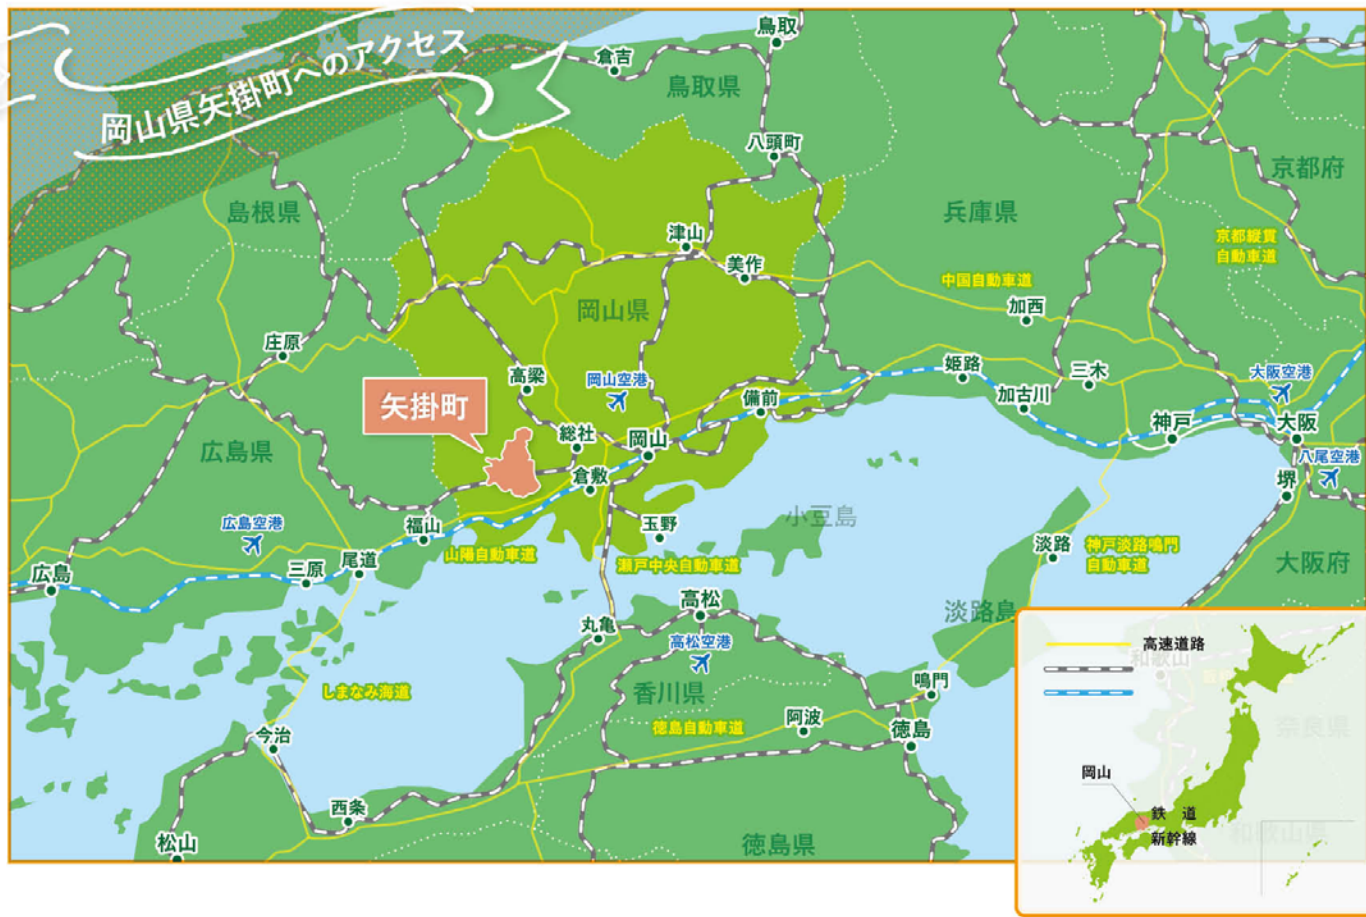 岡山県矢掛町へのアクセス
鳥取
倉吉
鳥取県
八頭町
京都府
島根県
兵庫県
津山
京都縦貫
自動車道
美作
中国自動車道
加西
岡山県
庄原
姫路
三木
高梁
岡山空港
大阪空港
矢掛町
備前
加古川
神戸
大阪
総社
岡山
広島県
八尾空港
倉敷
堺
広島空港
福山
玉野
小豆島
山陽自動車道
瀬戸中央自動車道
淡路
神戸淡路鳴門
自動車道
大阪府
広島
三原
尾道
高松
淡路島
丸亀
高松空港
しまなみ海道
香川県
鳴門
徳島自動車道
阿波
徳島
今治
西条
松山
徳島県
高速道路
和歌山
奈良県
岡山
鉄 道
新幹線
和歌山県